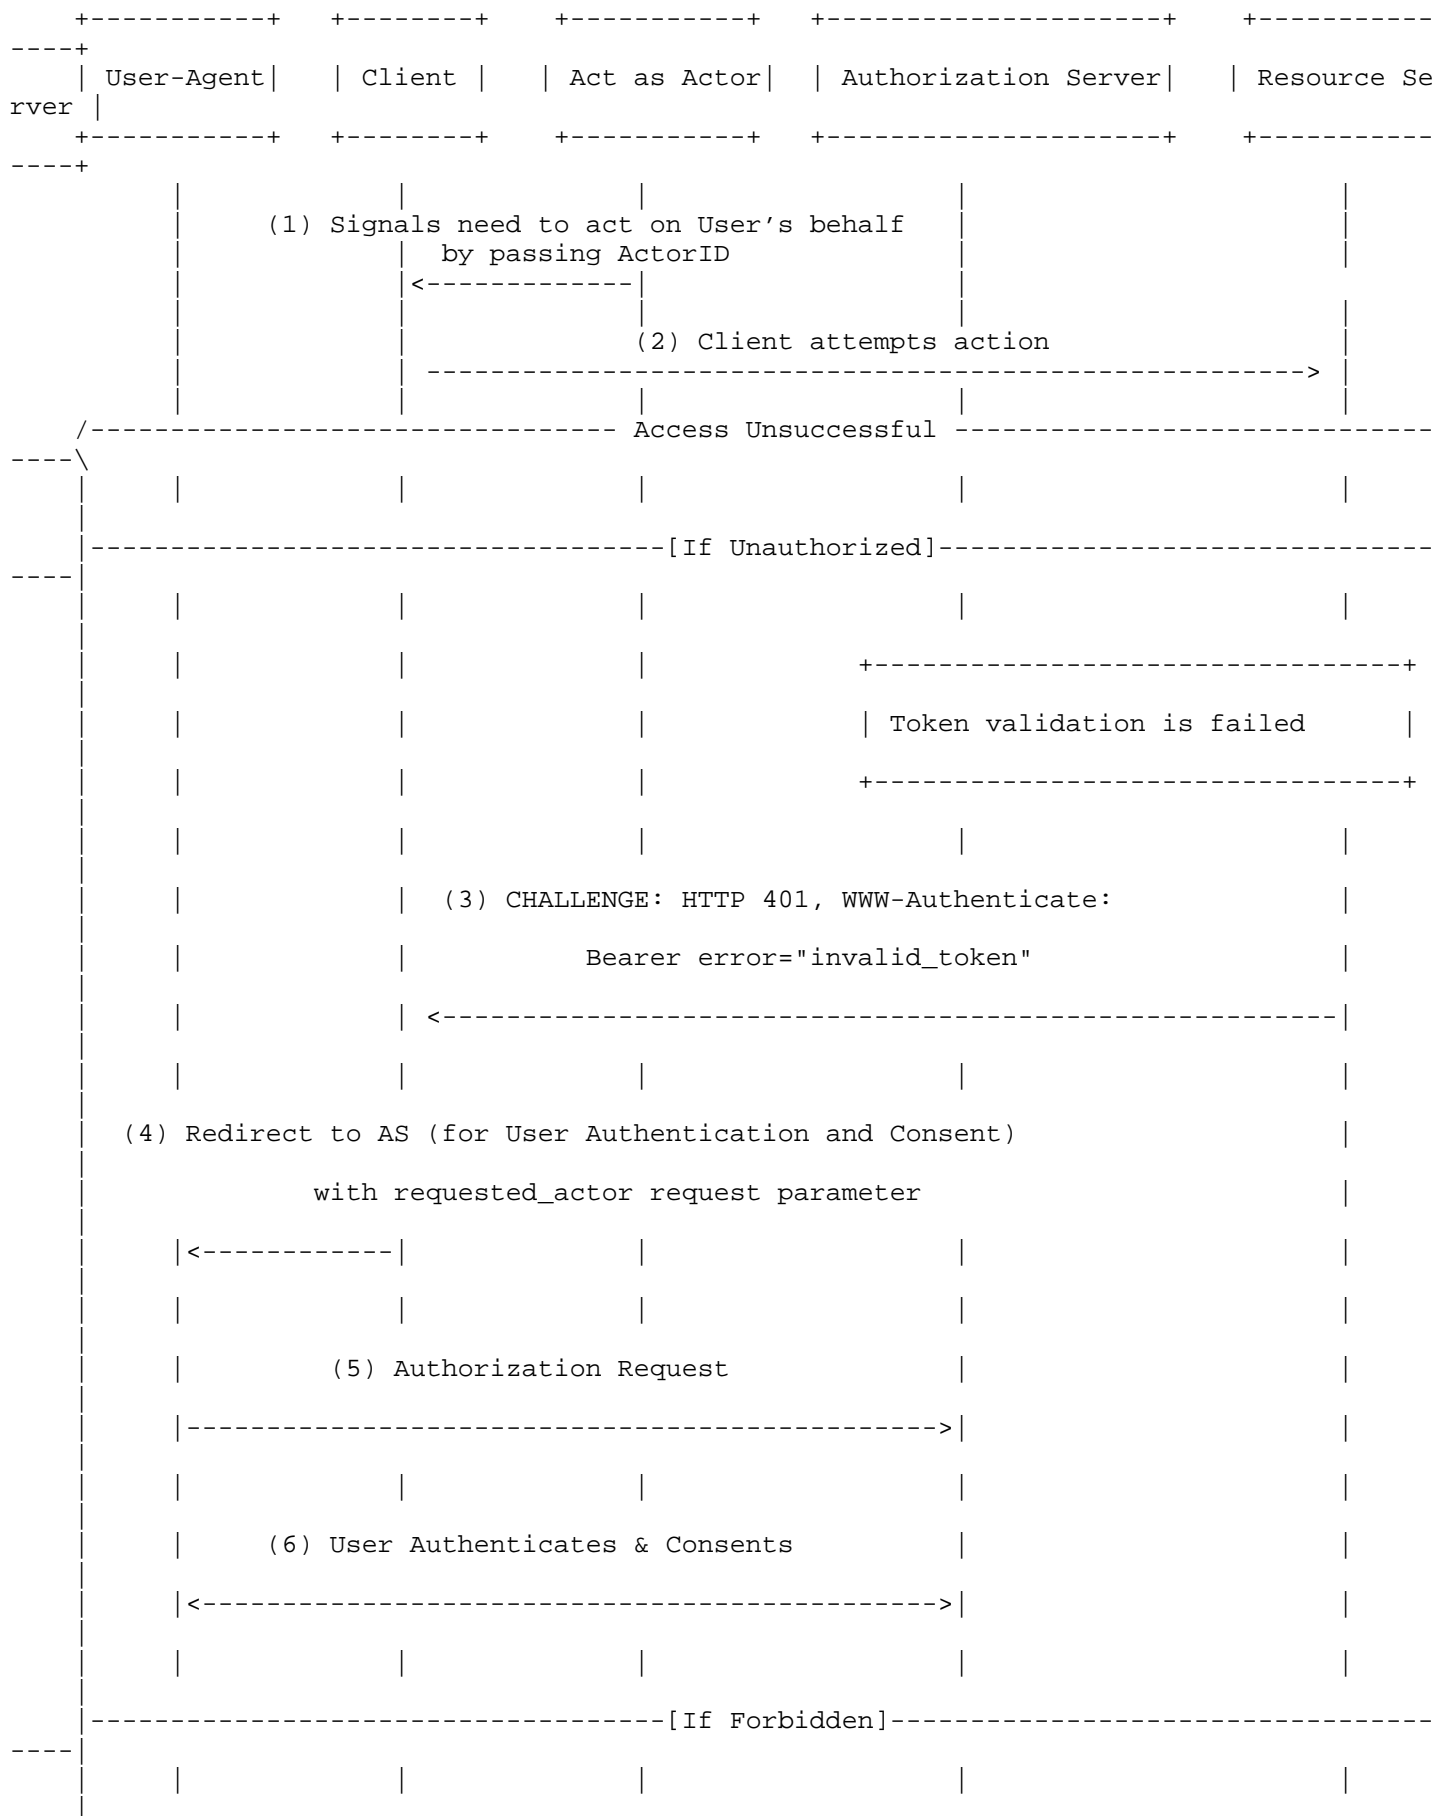 User-Agent Client Act as Actor Authorization Server Resource Se
rver
(1) Signals need to act on User's behalf
by passing ActorID
(2) Client attempts action
Access Unsuccessful
[If Unauthorized]
Token validation is failed
(3) CHALLENGE: HTTP 401, WWW-Authenticate:
Bearer error="invalid_token"
(4) Redirect to AS (for User Authentication and Consent)
with requested_actor request parameter
(5) Authorization Request
(6) User Authenticates & Consents
[If Forbidden]